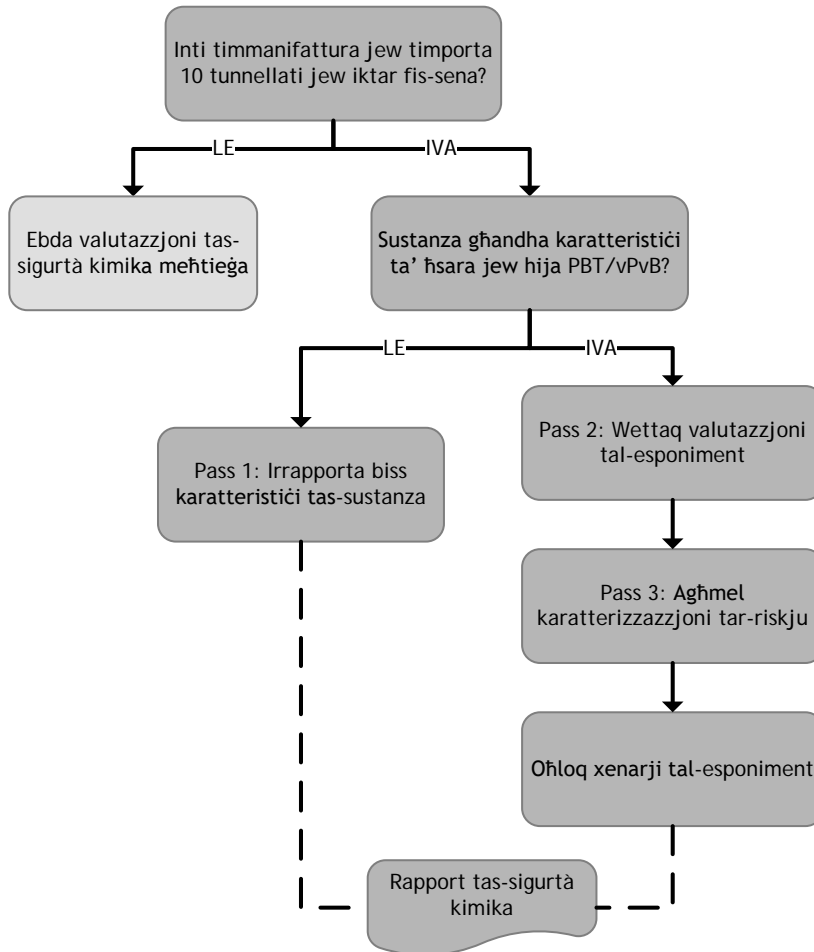 Inti timmanifattura jew timporta
10 tunnellati jew iktar fis-sena?
LE
IVA
Ebda valutazzjoni tas-
sigurtà kimika meħtieġa
Sustanza għandha karatteristiċi
ta’ ħsara jew hija PBT/vPvB?
LE
IVA
Pass 1: Irrapporta biss
karatteristiċi tas-sustanza
Pass 2: Wettaq valutazzjoni
tal-esponiment
Pass 3: Agħmel
karatterizzazzjoni tar-riskju
Oħloq xenarji tal-esponiment
Rapport tas-sigurtà
kimika